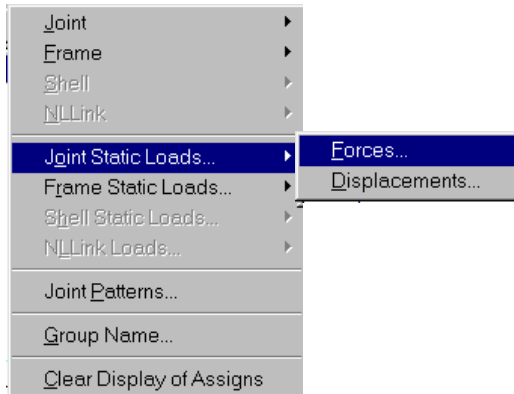 Joint
Frame
Shell
NLLink
Joint Static Loads...
Frame Static Loads...
Shell Static Loads...
NLLink Loads...
Joint Patterns...
Group Name...
Clear Display of Assigns
Forces...
Displacements...